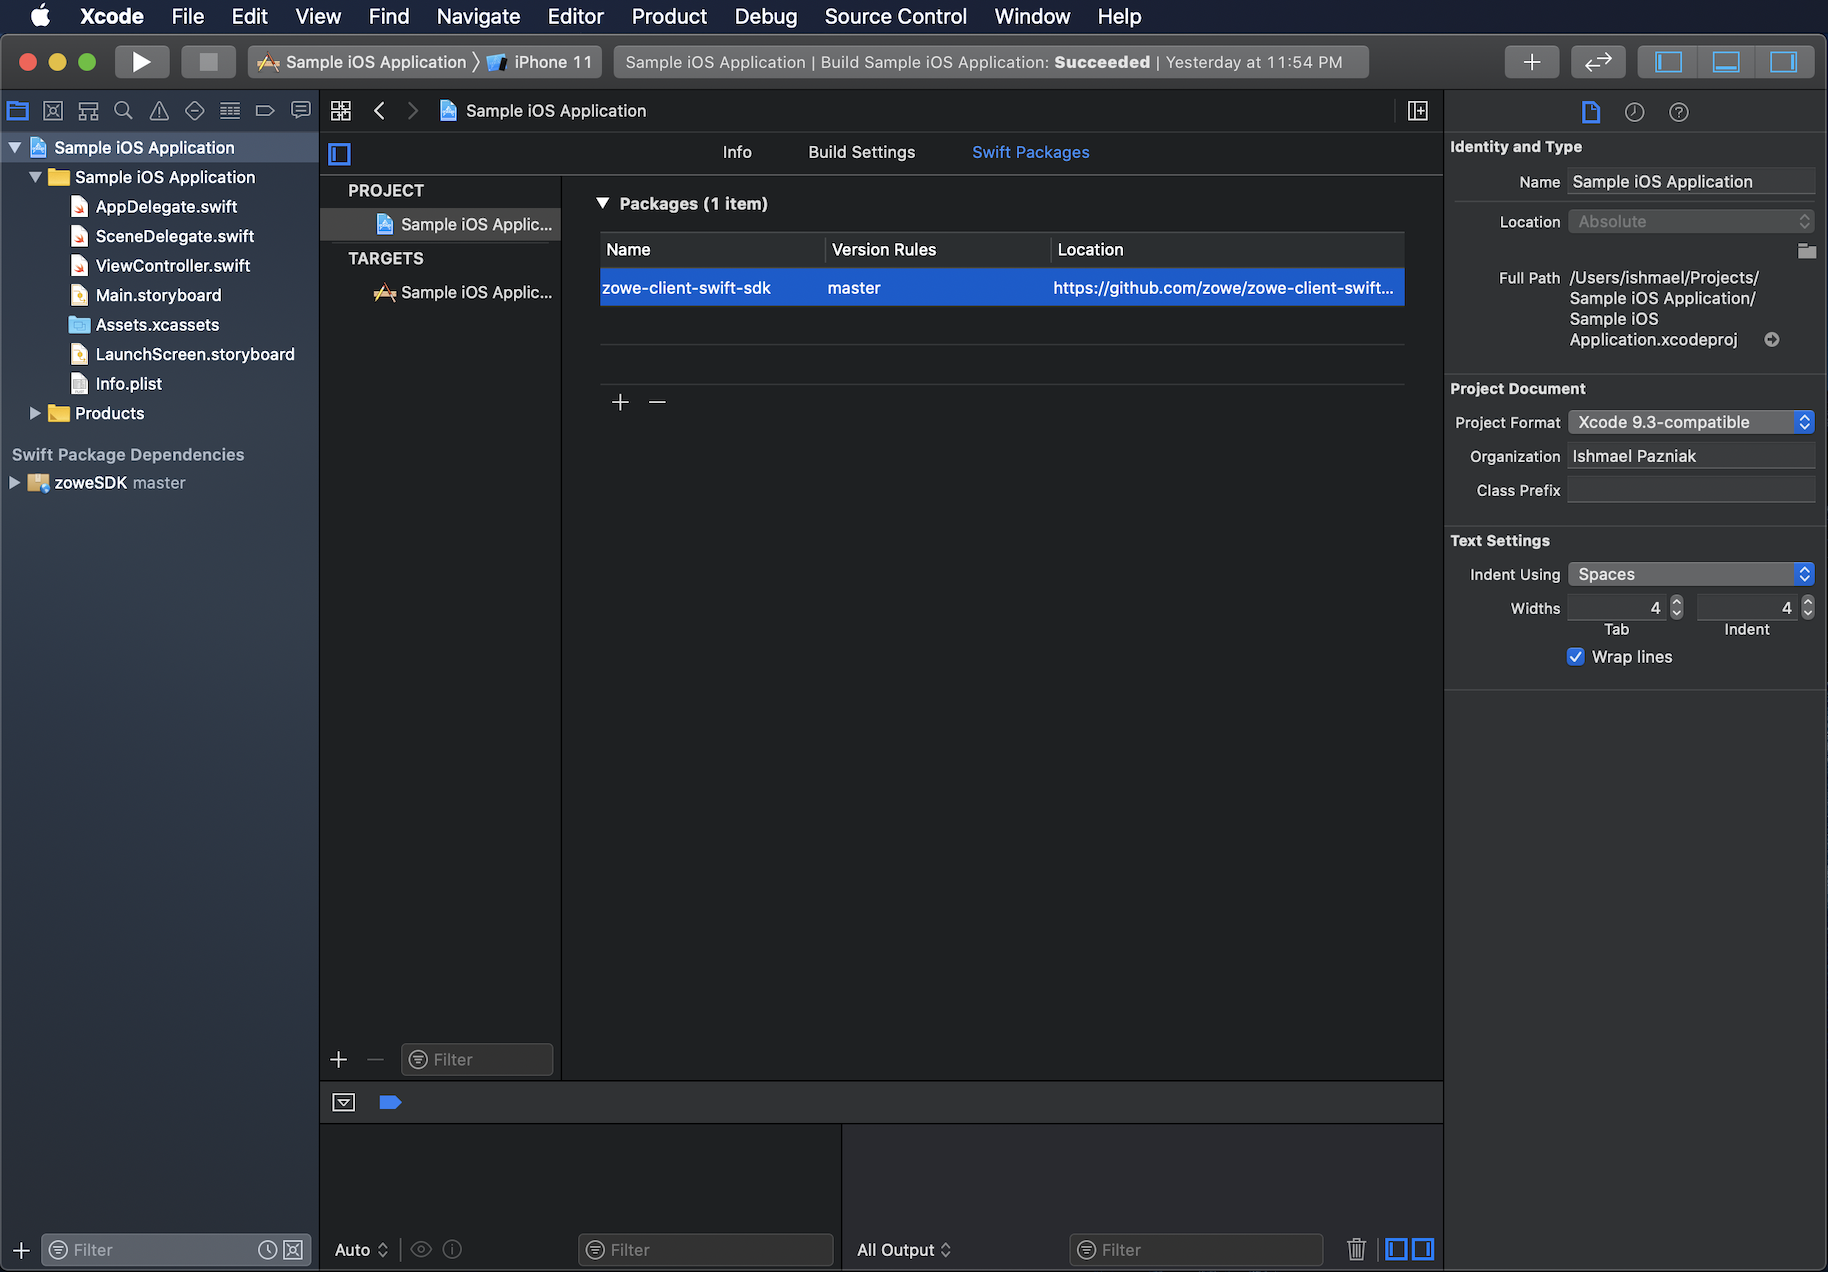 Xcode File Edit View Find Navigate Editor Product Debug Source Control Window Help
Sample iOS Application iPhone 11
Sample iOS Application | Build Sample iOS Application: Succeeded | Yesterday at 11:54 PM
Sample iOS Application
Sample iOS Application
AppDelegate.swift
SceneDelegate.swift
ViewController.swift
Main.storyboard
Assets.xcassets
LaunchScreen.storyboard
Info.plist
Products
Swift Package Dependencies
zoweSDK master
Filter
Sample iOS Application
Info Build Settings Swift Packages
PROJECT
Sample iOS Applic...
TARGETS
Sample iOS Applic...
Filter
Packages (1 item)
Name Version Rules Location
zowe-client-swift-sdk master https://github.com/zowe/zowe-client-swift...
Auto
Filter
All Output
Filter
Identity and Type
Name Sample iOS Application
Location Absolute
Full Path /Users/ishmael/Projects/
Sample iOS Application/
Sample iOS
Application.xcodeproj
Project Document
Project Format Xcode 9.3-compatible
Organization Ishmael Pazniak
Class Prefix
Text Settings
Indent Using Spaces
Widths 4 4
Tab Indent
Wrap lines